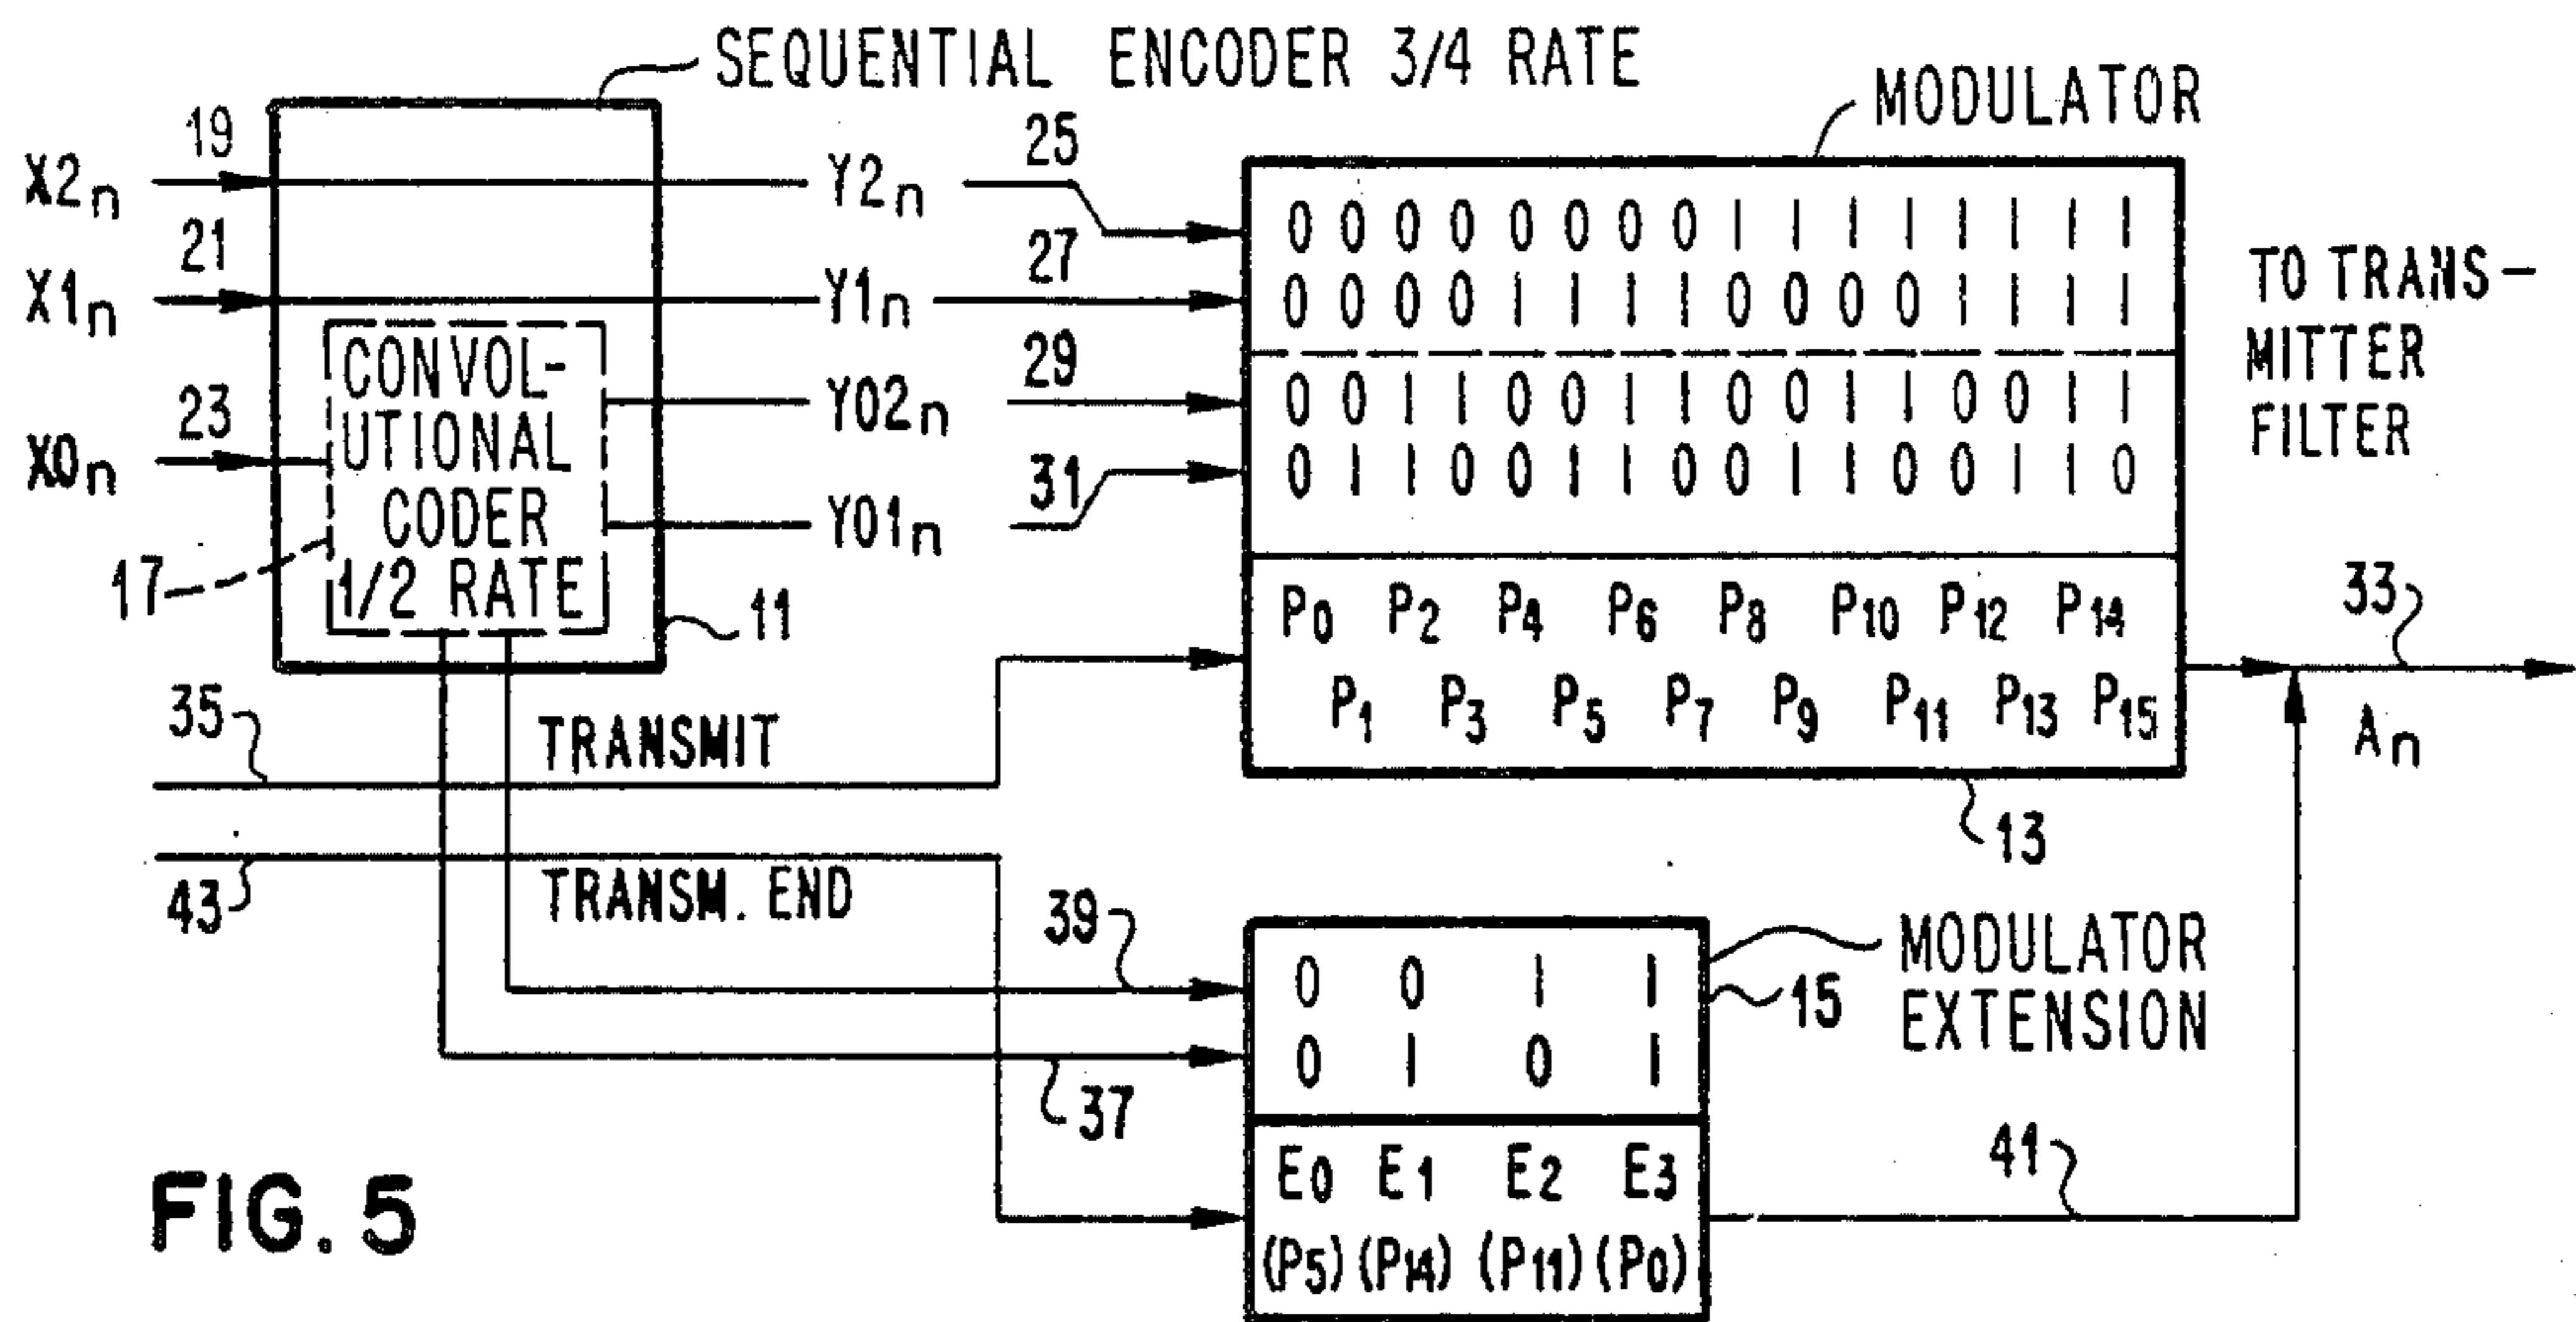 SEQUENTIAL ENCODER 3/4 RATE
MODULATOR
X2n 19 Y2n 25
X1n 21 Y1n 27
X0n 23 Y02n 29
Y01n 31
CONVOL-
UTIONAL
CODER
1/2 RATE
17
11
0 0 0 0 0 0 0 0 1 1 1 1 1 1 1 1
0 0 0 0 1 1 1 1 0 0 0 0 1 1 1 1
0 0 1 1 0 0 1 1 0 0 1 1 0 0 1 1
0 1 1 0 0 1 1 0 0 1 1 0 0 1 1 0
P0 P2 P4 P6 P8 P10 P12 P14
P1 P3 P5 P7 P9 P11 P13 P15
TO TRANS-
MITTER
FILTER
33
An
13
35
TRANSMIT
43
TRANSM. END
39
37
0 0 1 1
0 1 0 1
E0 E1 E2 E3
(P5) (P14) (P11) (P0)
MODULATOR
EXTENSION
15
41
FIG. 5